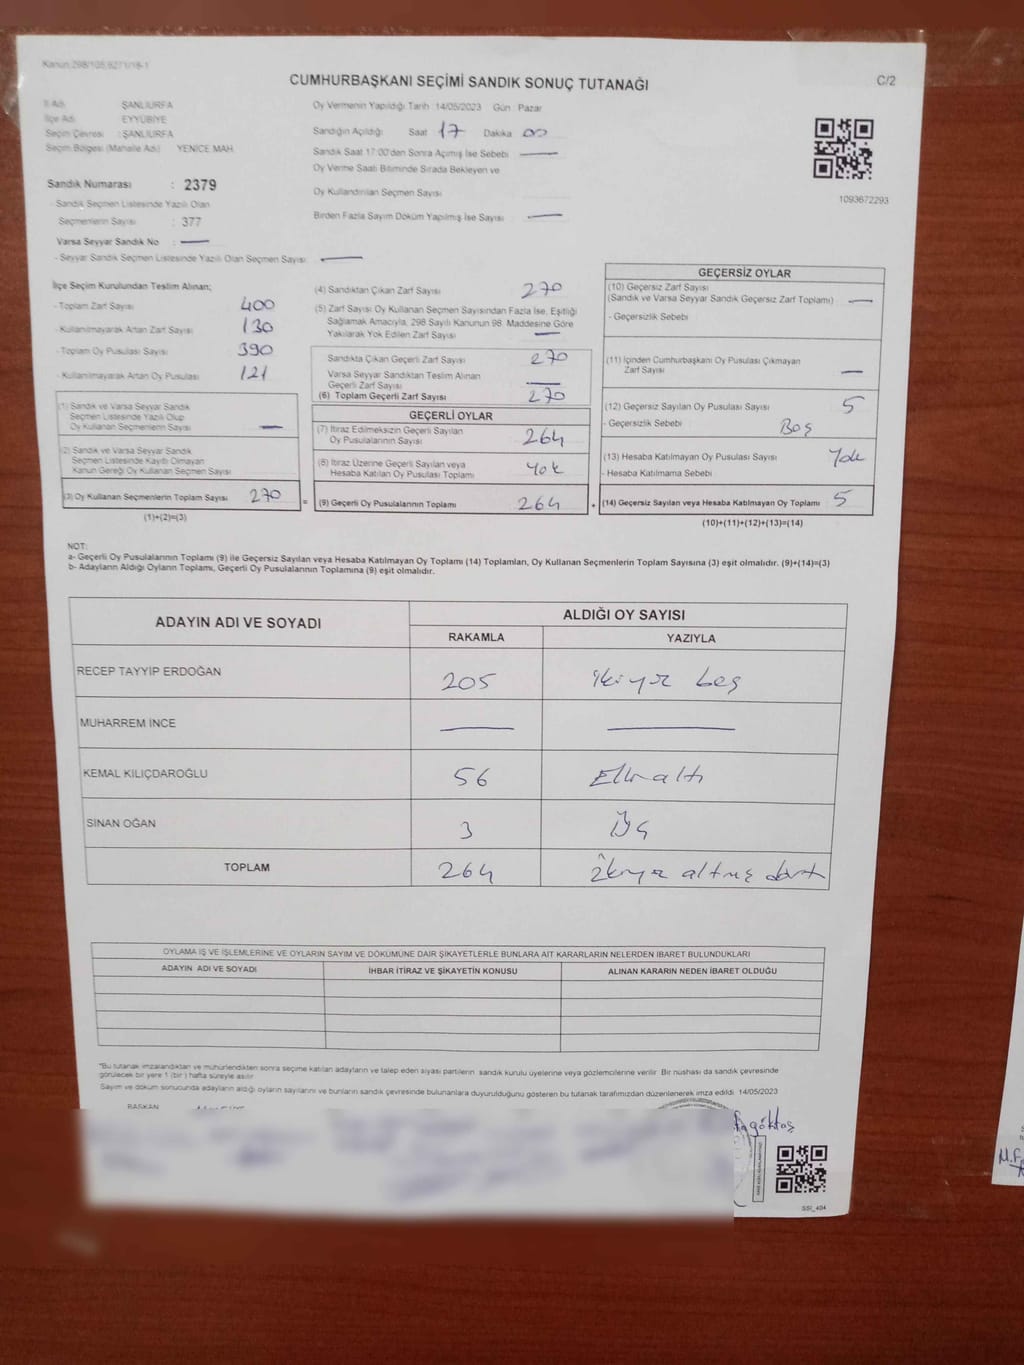 Kanun:298/105,6271/18-1
CUMHURBAŞKANI SEÇİMİ SANDIK SONUÇ TUTANAĞI
C/2
İl Adı ŞANLIURFA
İlçe Adı EYYÜBİYE
Seçim Çevresi : ŞANLIURFA
Seçim Bölgesi (Mahalle Adı) YENİCE MAH.
Oy Vermenin Yapıldığı Tarih :14/05/2023 Gün : Pazar
Sandığın Açıldığı Saat 17 Dakika 00
Sandık Saat 17:00'den Sonra Açımış İse Sebebi
Oy Verme Saati Bitiminde Sırada Bekleyen ve
Oy Kullandırılan Seçmen Sayısı
Birden Fazla Sayım Döküm Yapılmış İse Sayısı
1093672293
Sandık Numarası : 2379
- Sandık Seçmen Listesinde Yazılı Olan
Seçmenlerin Sayısı : 377
Varsa Seyyar Sandık No :
- Seyyar Sandık Seçmen Listesinde Yazılı Olan Seçmen Sayısı :
İlçe Seçim Kurulundan Teslim Alınan;
- Toplam Zarf Sayısı 400
- Kullanılmayarak Artan Zarf Sayısı 130
- Toplam Oy Pusulası Sayısı 390
- Kullanılmayarak Artan Oy Pusulası 121
(1) Sandık ve Varsa Seyyar Sandık
Seçmen Listesinde Yazılı Olup
Oy Kullanan Seçmenlerin Sayısı
(2) Sandık ve Varsa Seyyar Sandık
Seçmen Listesinde Kayıtlı Olmayan
Kanun Gereği Oy Kullanan Seçmen Sayısı
(3) Oy Kullanan Seçmenlerin Toplam Sayısı 270
(1)+(2)=(3)
=
(4) Sandıktan Çıkan Zarf Sayısı 270
(5) Zarf Sayısı Oy Kullanan Seçmen Sayısından Fazla İse, Eşitliği
Sağlamak Amacıyla, 298 Sayılı Kanunun 98. Maddesine Göre
Yakılarak Yok Edilen Zarf Sayısı
Sandıkta Çıkan Geçerli Zarf Sayısı 270
Varsa Seyyar Sandıktan Teslim Alınan
Geçerli Zarf Sayısı
(6) Toplam Geçerli Zarf Sayısı 270
GEÇERLİ OYLAR
(7) İtiraz Edilmeksizin Geçerli Sayılan
Oy Pusulalarının Sayısı 264
(8) İtiraz Üzerine Geçerli Sayılan veya
Hesaba Katılan Oy Pusulası Toplamı Yok
(9) Geçerli Oy Pusulalarının Toplamı 264
+
GEÇERSİZ OYLAR
(10) Geçersiz Zarf Sayısı
(Sandık ve Varsa Seyyar Sandık Geçersiz Zarf Toplamı)
- Geçersizlik Sebebi
(11) İçinden Cumhurbaşkanı Oy Pusulası Çıkmayan
Zarf Sayısı
(12) Geçersiz Sayılan Oy Pusulası Sayısı 5
- Geçersizlik Sebebi Boş
(13) Hesaba Katılmayan Oy Pusulası Sayısı Yok
- Hesaba Katılmama Sebebi
(14) Geçersiz Sayılan veya Hesaba Katılmayan Oy Toplamı 5
(10)+(11)+(12)+(13)=(14)
NOT:
a- Geçerli Oy Pusulalarının Toplamı (9) ile Geçersiz Sayılan veya Hesaba Katılmayan Oy Toplamı (14) Toplamları, Oy Kullanan Seçmenlerin Toplam Sayısına (3) eşit olmalıdır. (9)+(14)=(3)
b- Adayların Aldığı Oyların Toplamı, Geçerli Oy Pusulalarının Toplamına (9) eşit olmalıdır.
ADAYIN ADI VE SOYADI
ALDIĞI OY SAYISI
RAKAMLA YAZIYLA
RECEP TAYYİP ERDOĞAN 205 ikiyüz beş
MUHARREM İNCE
KEMAL KILIÇDAROĞLU 56 Elli altı
SİNAN OĞAN 3 Üç
TOPLAM 264 ikiyüz altmış dört
OYLAMA İŞ VE İŞLEMLERİNE VE OYLARIN SAYIM VE DÖKÜMÜNE DAİR ŞİKAYETLERLE BUNLARA AİT KARARLARIN NELERDEN İBARET BULUNDUKLARI
ADAYIN ADI VE SOYADI İHBAR İTİRAZ VE ŞİKAYETİN KONUSU ALINAN KARARIN NEDEN İBARET OLDUĞU
*Bu tutanak imzalandıktan ve mühürlendikten sonra seçime katılan adayların ve talep eden siyasi partilerin sandık kurulu üyelerine veya gözlemcilerine verilir. Bir nüshası da sandık çevresinde
görülecek bir yere 1 (bir) hafta süreyle asılır.
Sayım ve döküm sonucunda adayların aldığı oyların sayılarını ve bunların sandık çevresinde bulunanlara duyurulduğunu gösteren bu tutanak tarafımızdan düzenlenerek imza edildi. 14/05/2023
BAŞKAN
SSİ_404